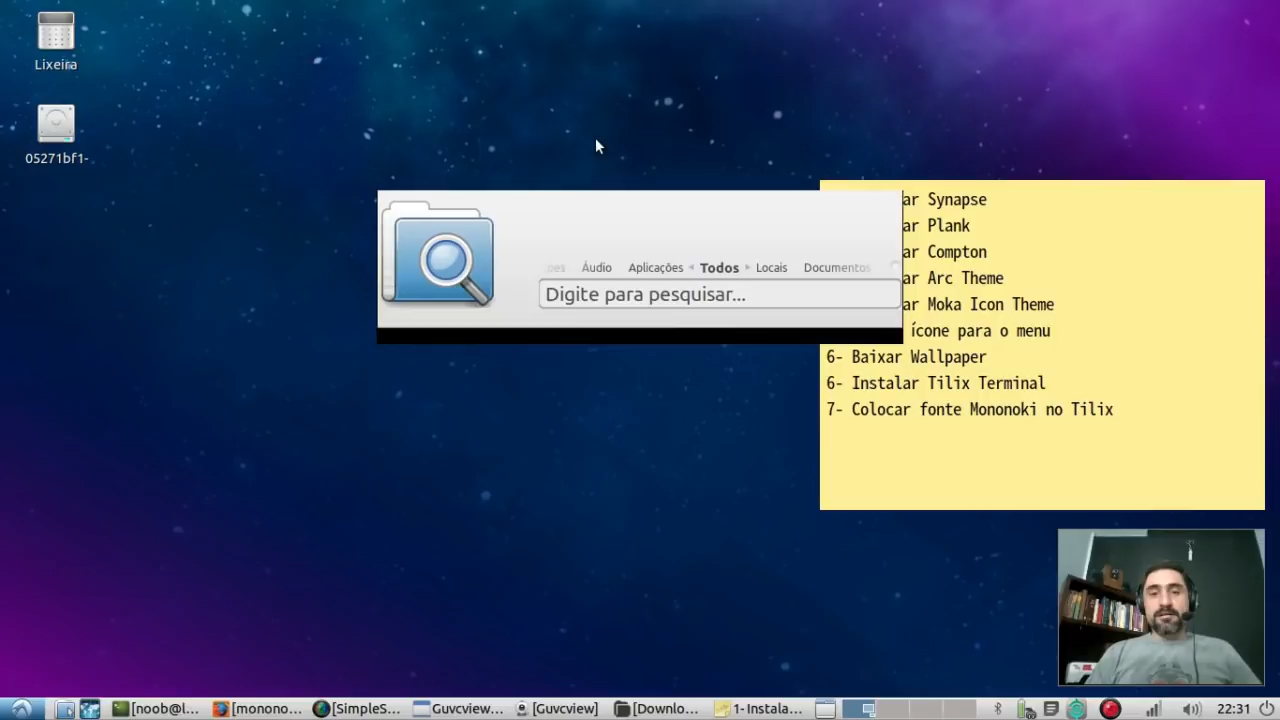 Lixeira
05271bf1-
Áudio Aplicações Todos Locais Documentos
Digite para pesquisar...
ar Synapse
ar Plank
ar Compton
ar Arc Theme
ar Moka Icon Theme
ícone para o menu
6- Baixar Wallpaper
6- Instalar Tilix Terminal
7- Colocar fonte Mononoki no Tilix
[noob@l... [monono... [SimpleS... Guvcview... [Guvcview] [Downlo... 1- Instala... 22:31